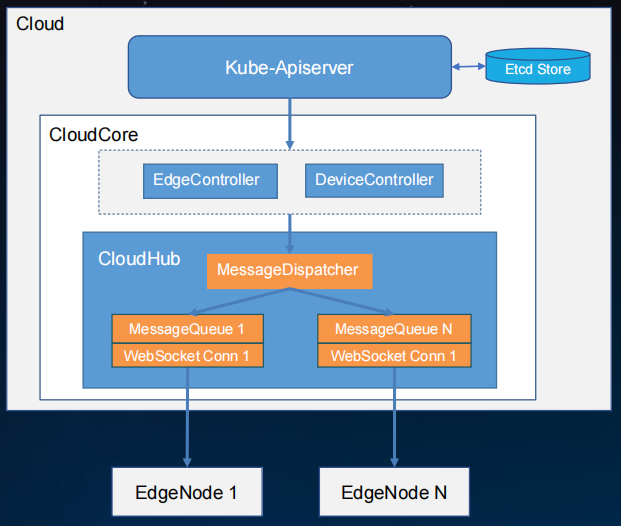 Cloud
Kube-Apiserver
Etcd Store
CloudCore
EdgeController
DeviceController
CloudHub
MessageDispatcher
MessageQueue 1
MessageQueue N
WebSocket Conn 1
WebSocket Conn 1
EdgeNode 1
EdgeNode N